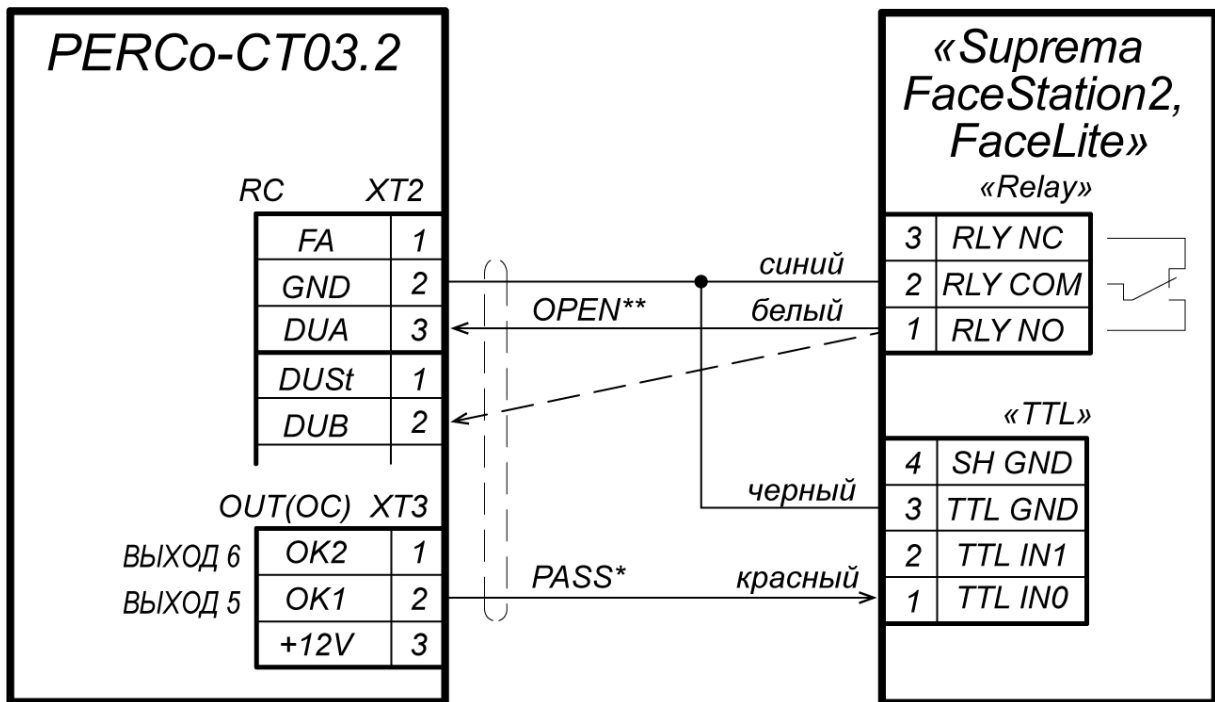 PERCo-CT03.2
RC XT2
FA 1
GND 2
DUA 3
DUSt 1
DUB 2
OUT(OC) XT3
ВЫХОД 6 OK2 1
ВЫХОД 5 OK1 2
+12V 3
синий
OPEN** белый
черный
PASS* красный
«Suprema
FaceStation2,
FaceLite»
«Relay»
3 RLY NC
2 RLY COM
1 RLY NO
«TTL»
4 SH GND
3 TTL GND
2 TTL IN1
1 TTL IN0